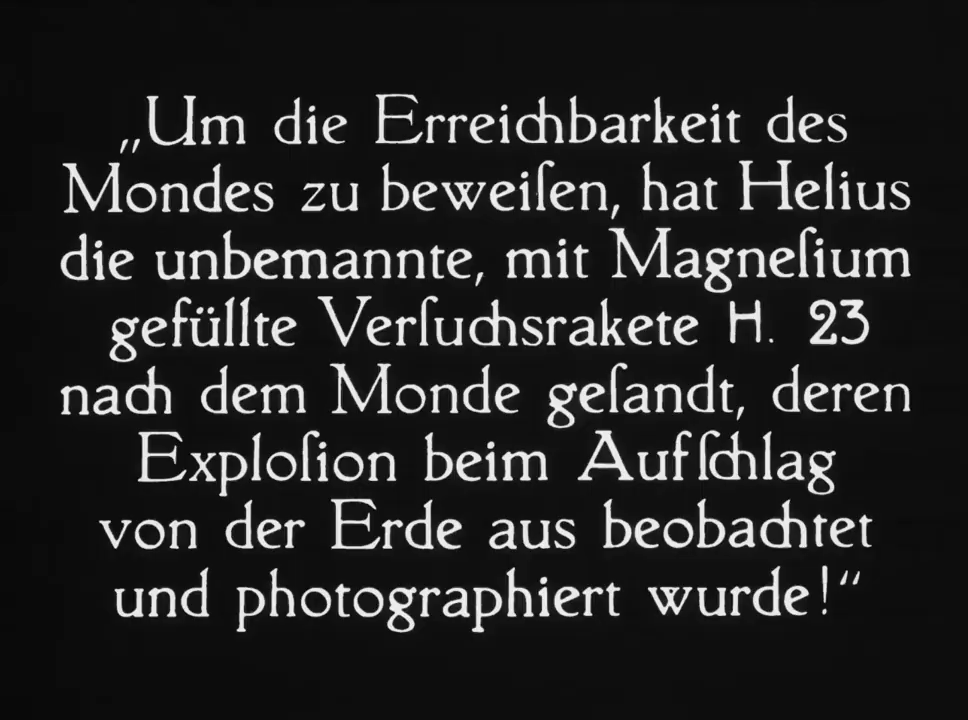 „Um die Erreichbarkeit des
Mondes zu beweiſen, hat Helius
die unbemannte, mit Magneſium
gefüllte Verſuchsrakete H. 23
nach dem Monde geſandt, deren
Exploſion beim Aufſchlag
von der Erde aus beobachtet
und photographiert wurde!“